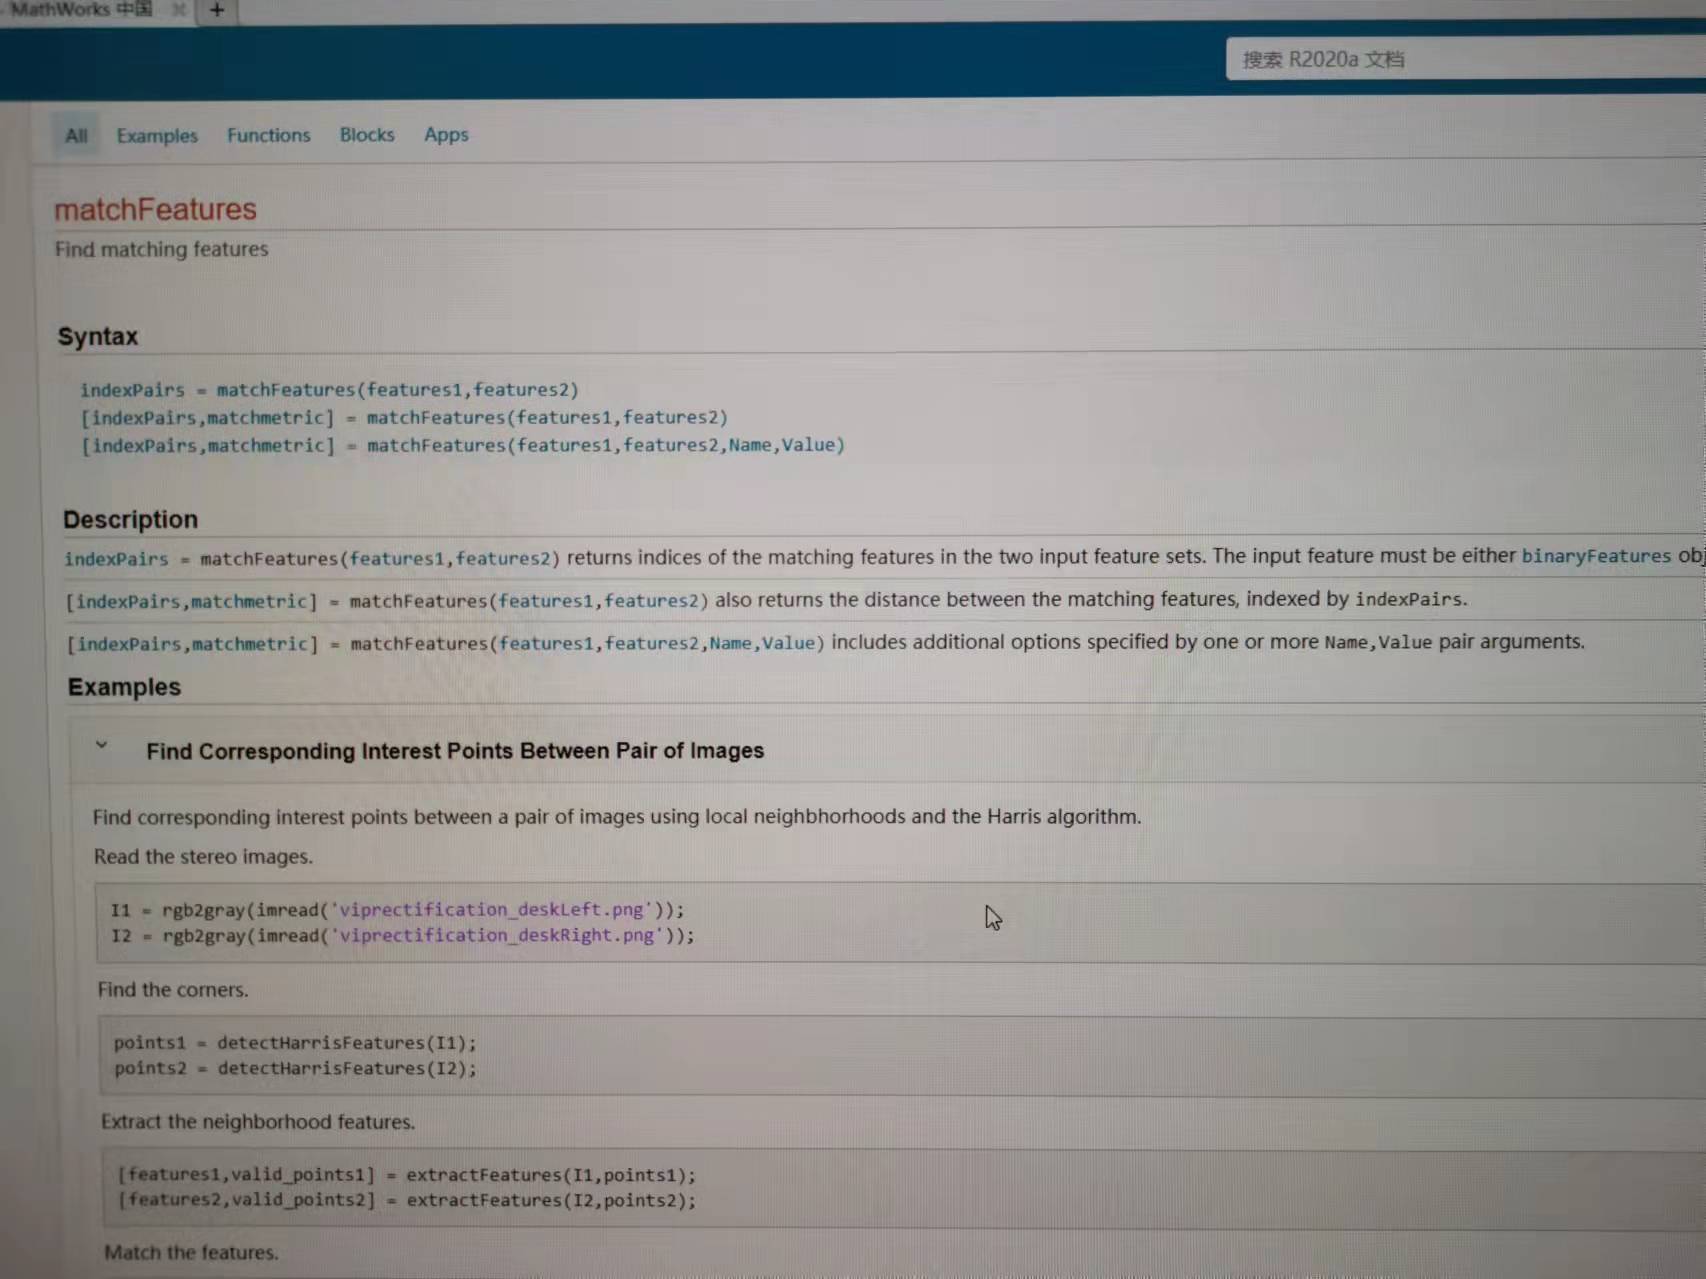 MathWorks 中国
搜索 R2020a 文档
All Examples Functions Blocks Apps
matchFeatures
Find matching features
Syntax
indexPairs = matchFeatures(features1,features2)
[indexPairs,matchmetric] = matchFeatures(features1,features2)
[indexPairs,matchmetric] = matchFeatures(features1,features2,Name,Value)
Description
indexPairs = matchFeatures(features1,features2) returns indices of the matching features in the two input feature sets. The input feature must be either binaryFeatures obj
[indexPairs,matchmetric] = matchFeatures(features1,features2) also returns the distance between the matching features, indexed by indexPairs.
[indexPairs,matchmetric] = matchFeatures(features1,features2,Name,Value) includes additional options specified by one or more Name,Value pair arguments.
Examples
Find Corresponding Interest Points Between Pair of Images
Find corresponding interest points between a pair of images using local neighbhorhoods and the Harris algorithm.
Read the stereo images.
I1 = rgb2gray(imread('viprectification_deskLeft.png'));
I2 = rgb2gray(imread('viprectification_deskRight.png'));
Find the corners.
points1 = detectHarrisFeatures(I1);
points2 = detectHarrisFeatures(I2);
Extract the neighborhood features.
[features1,valid_points1] = extractFeatures(I1,points1);
[features2,valid_points2] = extractFeatures(I2,points2);
Match the features.